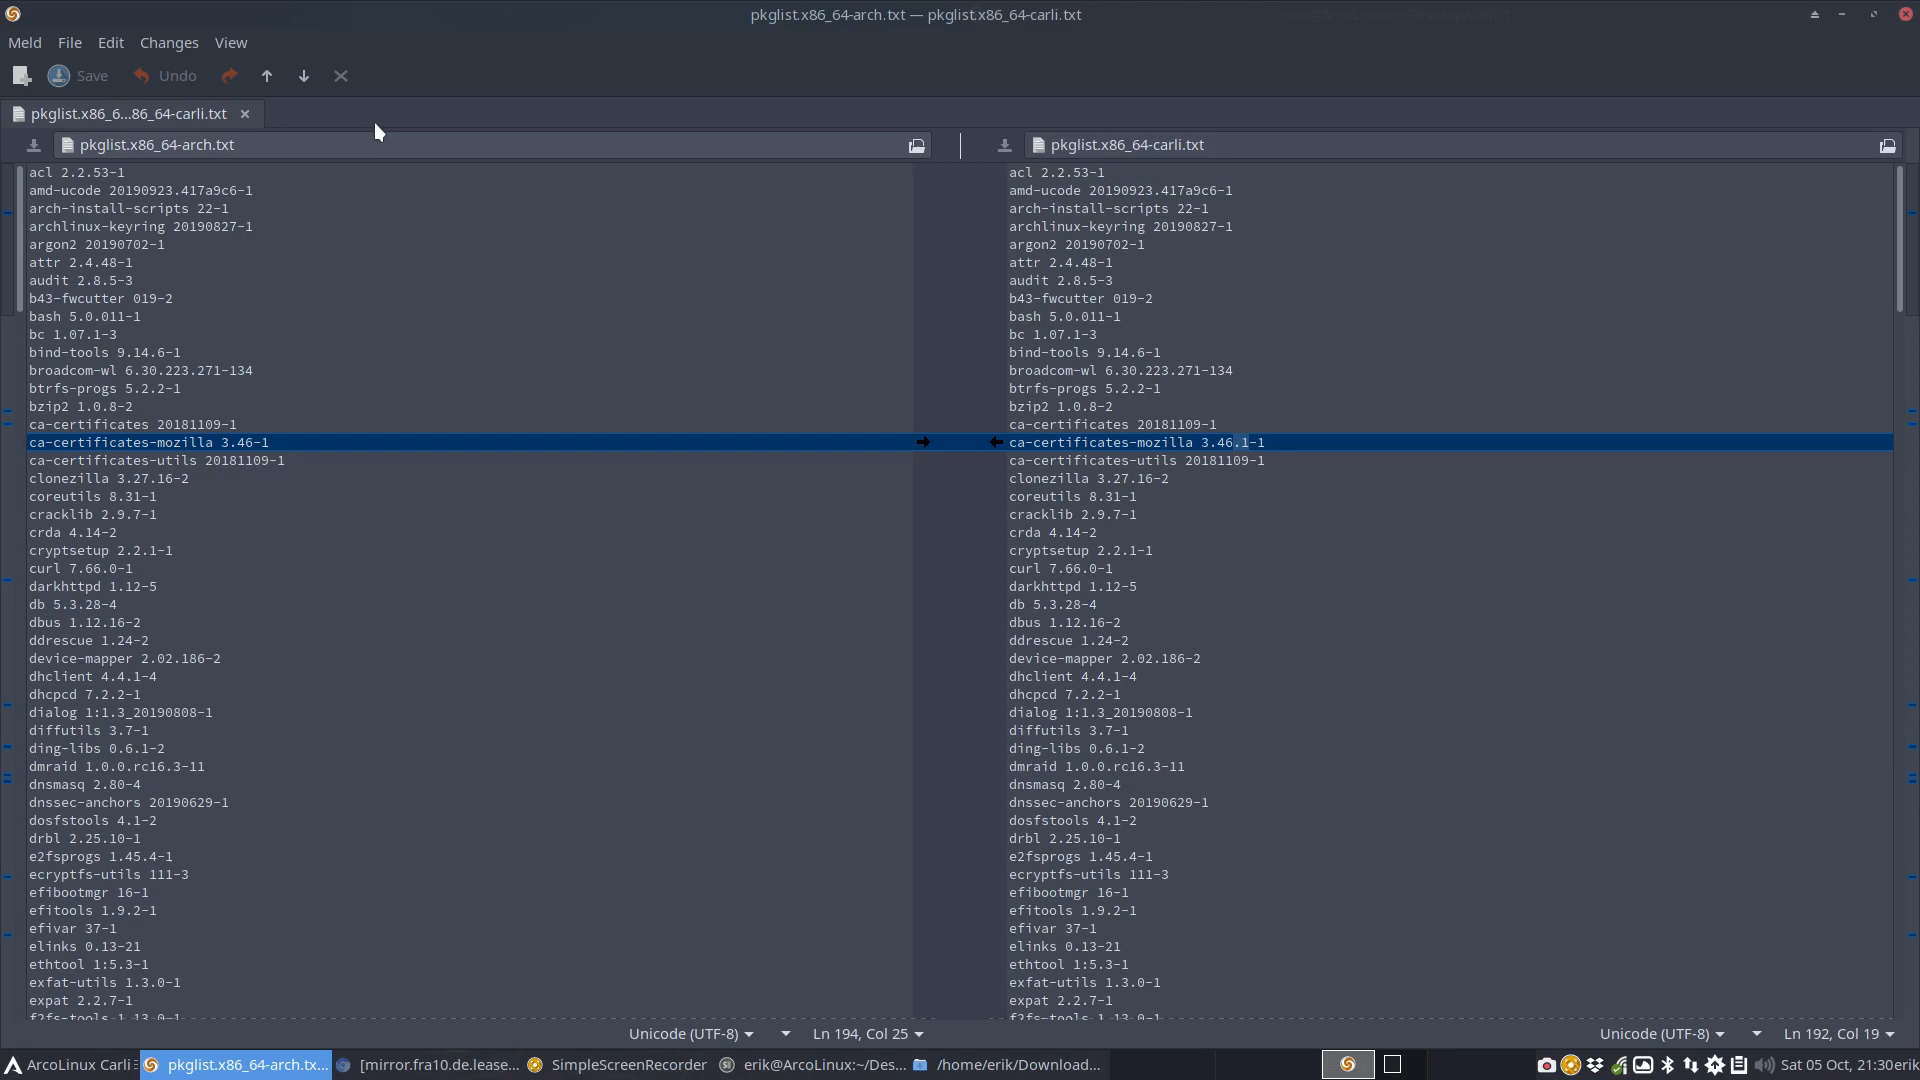 pkglist.x86_64-arch.txt — pkglist.x86_64-carli.txt
Meld File Edit Changes View
Save Undo
pkglist.x86_6...86_64-carli.txt
pkglist.x86_64-arch.txt
pkglist.x86_64-carli.txt
acl 2.2.53-1
amd-ucode 20190923.417a9c6-1
arch-install-scripts 22-1
archlinux-keyring 20190827-1
argon2 20190702-1
attr 2.4.48-1
audit 2.8.5-3
b43-fwcutter 019-2
bash 5.0.011-1
bc 1.07.1-3
bind-tools 9.14.6-1
broadcom-wl 6.30.223.271-134
btrfs-progs 5.2.2-1
bzip2 1.0.8-2
ca-certificates 20181109-1
ca-certificates-mozilla 3.46-1
ca-certificates-utils 20181109-1
clonezilla 3.27.16-2
coreutils 8.31-1
cracklib 2.9.7-1
crda 4.14-2
cryptsetup 2.2.1-1
curl 7.66.0-1
darkhttpd 1.12-5
db 5.3.28-4
dbus 1.12.16-2
ddrescue 1.24-2
device-mapper 2.02.186-2
dhclient 4.4.1-4
dhcpcd 7.2.2-1
dialog 1:1.3_20190808-1
diffutils 3.7-1
ding-libs 0.6.1-2
dmraid 1.0.0.rc16.3-11
dnsmasq 2.80-4
dnssec-anchors 20190629-1
dosfstools 4.1-2
drbl 2.25.10-1
e2fsprogs 1.45.4-1
ecryptfs-utils 111-3
efibootmgr 16-1
efitools 1.9.2-1
efivar 37-1
elinks 0.13-21
ethtool 1:5.3-1
exfat-utils 1.3.0-1
expat 2.2.7-1
f2fs-tools 1.13.0-1
acl 2.2.53-1
amd-ucode 20190923.417a9c6-1
arch-install-scripts 22-1
archlinux-keyring 20190827-1
argon2 20190702-1
attr 2.4.48-1
audit 2.8.5-3
b43-fwcutter 019-2
bash 5.0.011-1
bc 1.07.1-3
bind-tools 9.14.6-1
broadcom-wl 6.30.223.271-134
btrfs-progs 5.2.2-1
bzip2 1.0.8-2
ca-certificates 20181109-1
ca-certificates-mozilla 3.46.1-1
ca-certificates-utils 20181109-1
clonezilla 3.27.16-2
coreutils 8.31-1
cracklib 2.9.7-1
crda 4.14-2
cryptsetup 2.2.1-1
curl 7.66.0-1
darkhttpd 1.12-5
db 5.3.28-4
dbus 1.12.16-2
ddrescue 1.24-2
device-mapper 2.02.186-2
dhclient 4.4.1-4
dhcpcd 7.2.2-1
dialog 1:1.3_20190808-1
diffutils 3.7-1
ding-libs 0.6.1-2
dmraid 1.0.0.rc16.3-11
dnsmasq 2.80-4
dnssec-anchors 20190629-1
dosfstools 4.1-2
drbl 2.25.10-1
e2fsprogs 1.45.4-1
ecryptfs-utils 111-3
efibootmgr 16-1
efitools 1.9.2-1
efivar 37-1
elinks 0.13-21
ethtool 1:5.3-1
exfat-utils 1.3.0-1
expat 2.2.7-1
f2fs-tools 1.13.0-1
Unicode (UTF-8) Ln 194, Col 25
Unicode (UTF-8) Ln 192, Col 19
ArcoLinux Carli pkglist.x86_64-arch.tx... [mirror.fra10.de.lease... SimpleScreenRecorder erik@ArcoLinux:~/Des... /home/erik/Download... Sat 05 Oct, 21:30 erik